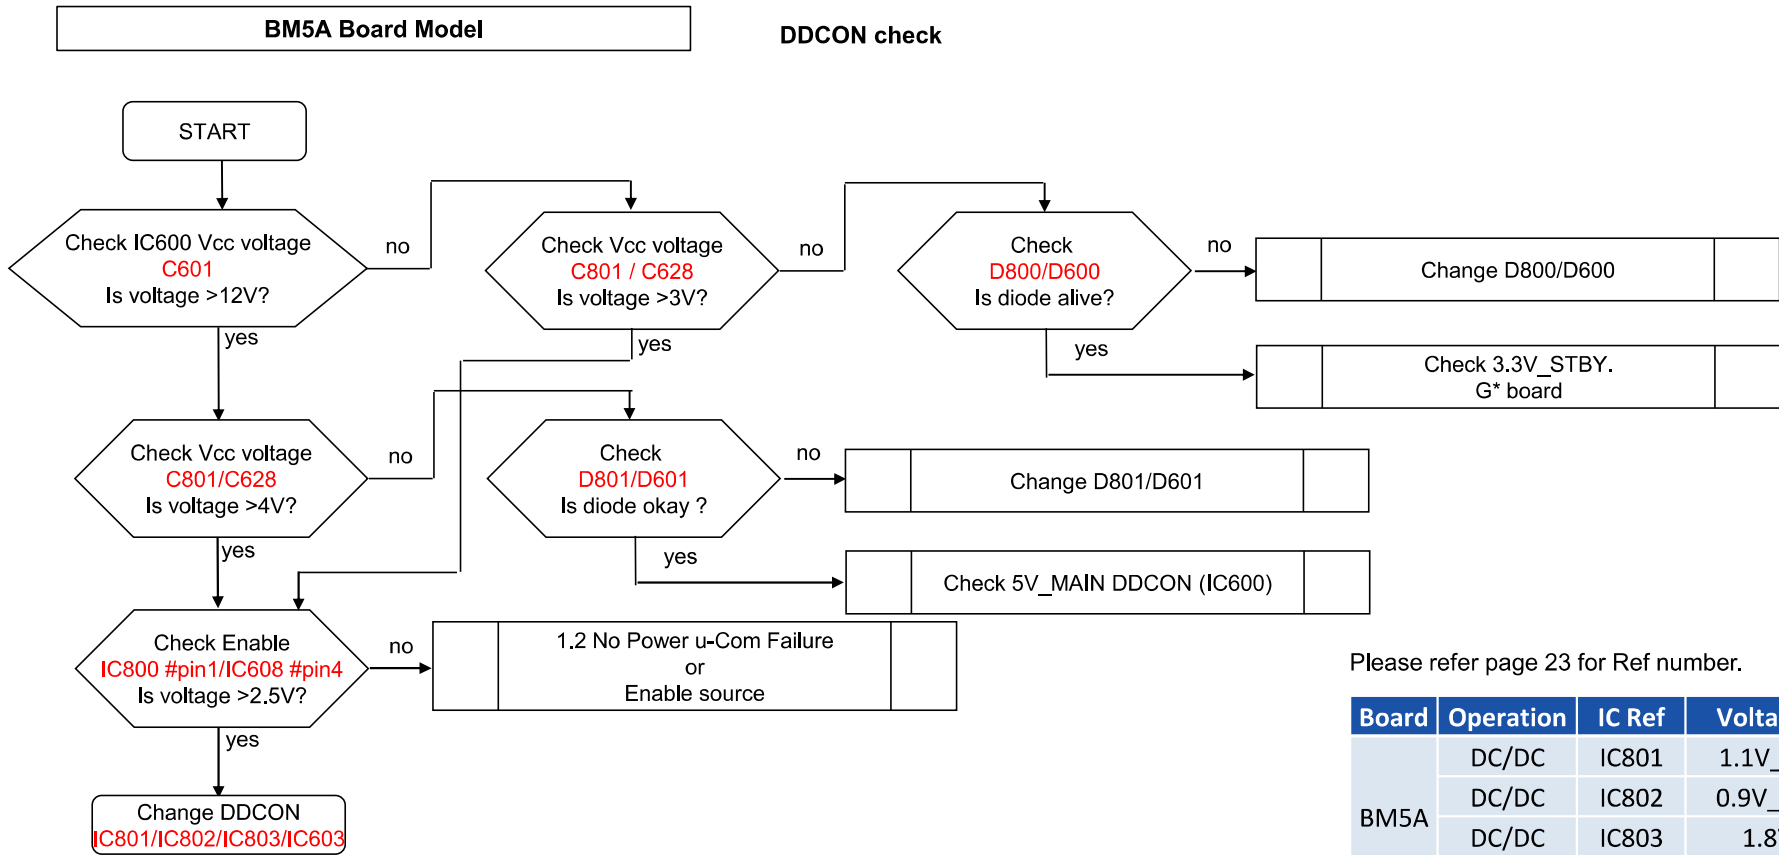 BM5A Board Model
DDCON check
START
Check IC600 Vcc voltage
C601
Is voltage >12V?
no
yes
Check Vcc voltage
C801 / C628
Is voltage >3V?
no
yes
Check
D800/D600
Is diode alive?
no
Change D800/D600
yes
Check 3.3V_STBY.
G* board
Check Vcc voltage
C801/C628
Is voltage >4V?
no
yes
Check
D801/D601
Is diode okay ?
no
Change D801/D601
yes
Check 5V_MAIN DDCON (IC600)
Check Enable
IC800 #pin1/IC608 #pin4
Is voltage >2.5V?
no
1.2 No Power u-Com Failure
or
Enable source
yes
Change DDCON
IC801/IC802/IC803/IC603
Please refer page 23 for Ref number.
Board Operation IC Ref
BM5A
DC/DC IC801 1.1V_
DC/DC IC802 0.9V_
DC/DC IC803 1.8